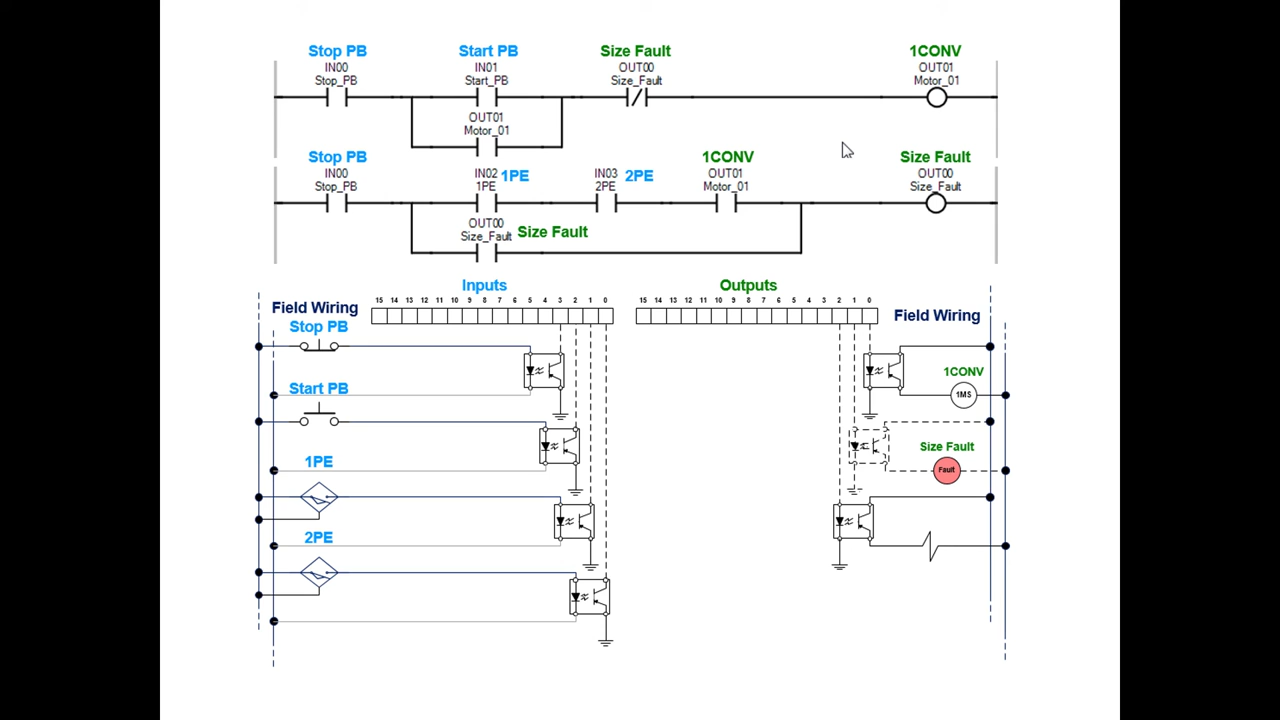 Stop PB Start PB Size Fault 1CONV
IN00 IN01 OUT00 OUT01
Stop_PB Start_PB Size_Fault Motor_01
OUT01
Motor_01
Stop PB 1CONV Size Fault
IN00 IN02 1PE IN03 2PE OUT01 OUT00
Stop_PB 1PE 2PE Motor_01 Size_Fault
OUT00
Size_Fault Size Fault
Inputs Outputs
15 14 13 12 11 10 9 8 7 6 5 4 3 2 1 0 15 14 13 12 11 10 9 8 7 6 5 4 3 2 1 0
Field Wiring Field Wiring
Stop PB
1CONV
Start PB 1MS
Size Fault
1PE Fault
2PE